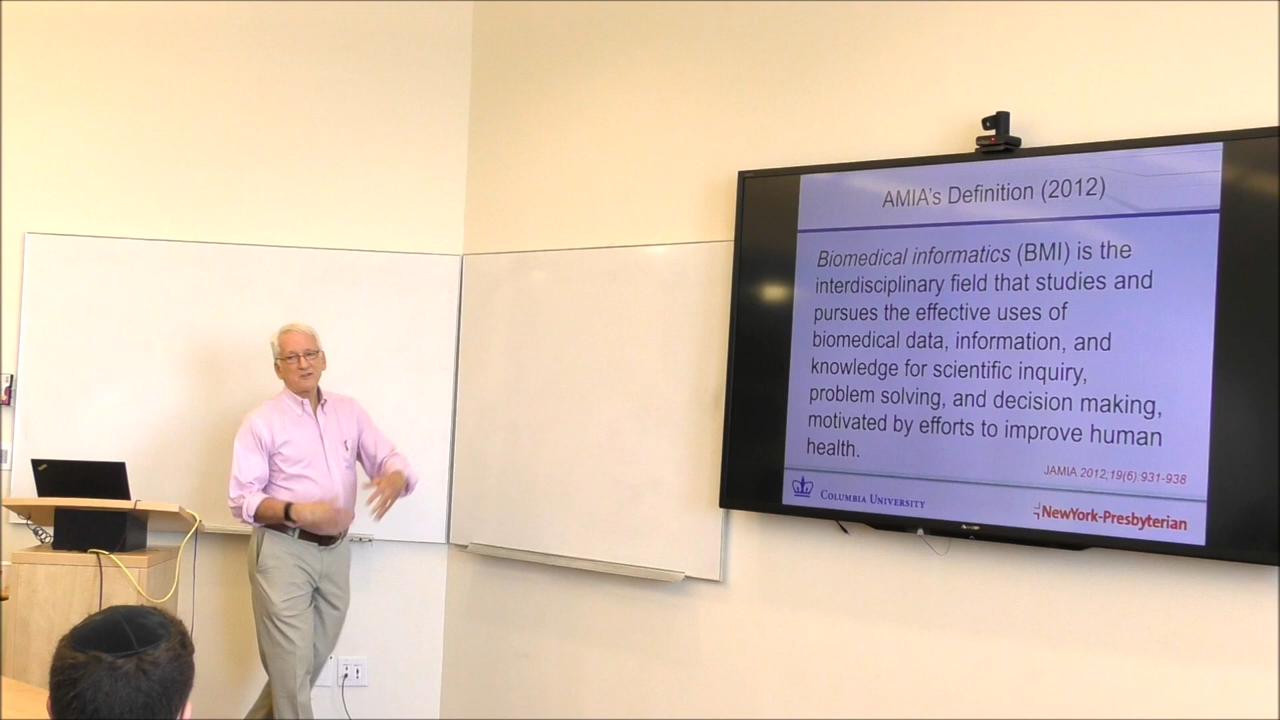 AMIA's Definition (2012)
Biomedical informatics (BMI) is the
interdisciplinary field that studies and
pursues the effective uses of
biomedical data, information, and
knowledge for scientific inquiry,
problem solving, and decision making,
motivated by efforts to improve human
health.
JAMIA 2012;19(6):931-938
COLUMBIA UNIVERSITY
NewYork-Presbyterian